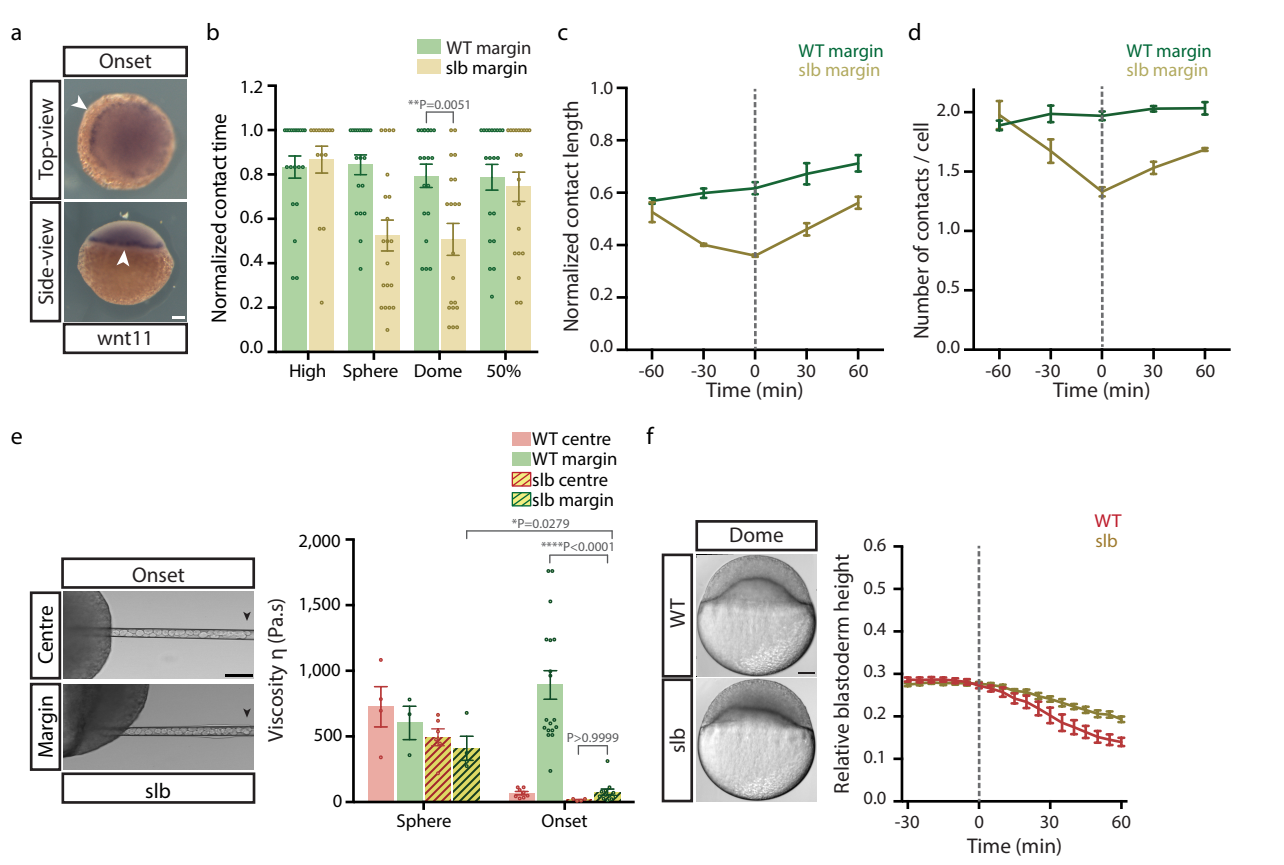 a
Onset
Top-view
Side-view
wnt11
b
WT margin
slb margin
**P=0.0051
Normalized contact time
1.2
1.0
0.8
0.6
0.4
0.2
0.0
High Sphere Dome 50%
c
WT margin
slb margin
Normalized contact length
1.0
0.8
0.6
0.4
0.2
0.0
-60 -30 0 30 60
Time (min)
d
WT margin
slb margin
Number of contacts / cell
2.0
1.5
1.0
0.5
0.0
-60 -30 0 30 60
Time (min)
e
Onset
Centre
Margin
slb
WT centre
WT margin
slb centre
slb margin
*P=0.0279
****P<0.0001
P>0.9999
Viscosity η (Pa.s)
2,000
1,500
1,000
500
0
Sphere Onset
f
Dome
WT
slb
WT
slb
Relative blastoderm height
0.6
0.5
0.4
0.3
0.2
0.1
0.0
-30 0 30 60
Time (min)